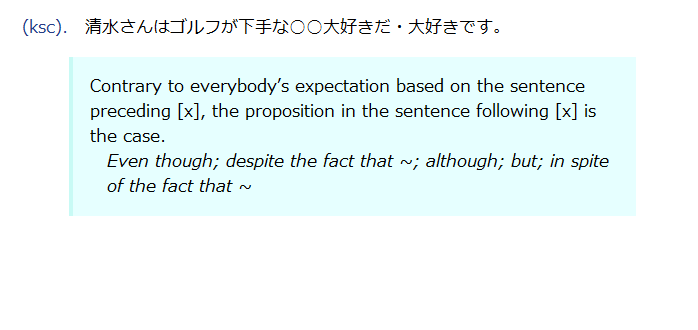 (ksc). 清水さんはゴルフが下手な○○大好きだ・大好きです。
Contrary to everybody's expectation based on the sentence
preceding [x], the proposition in the sentence following [x] is
the case.
Even though; despite the fact that ~; although; but; in spite
of the fact that ~